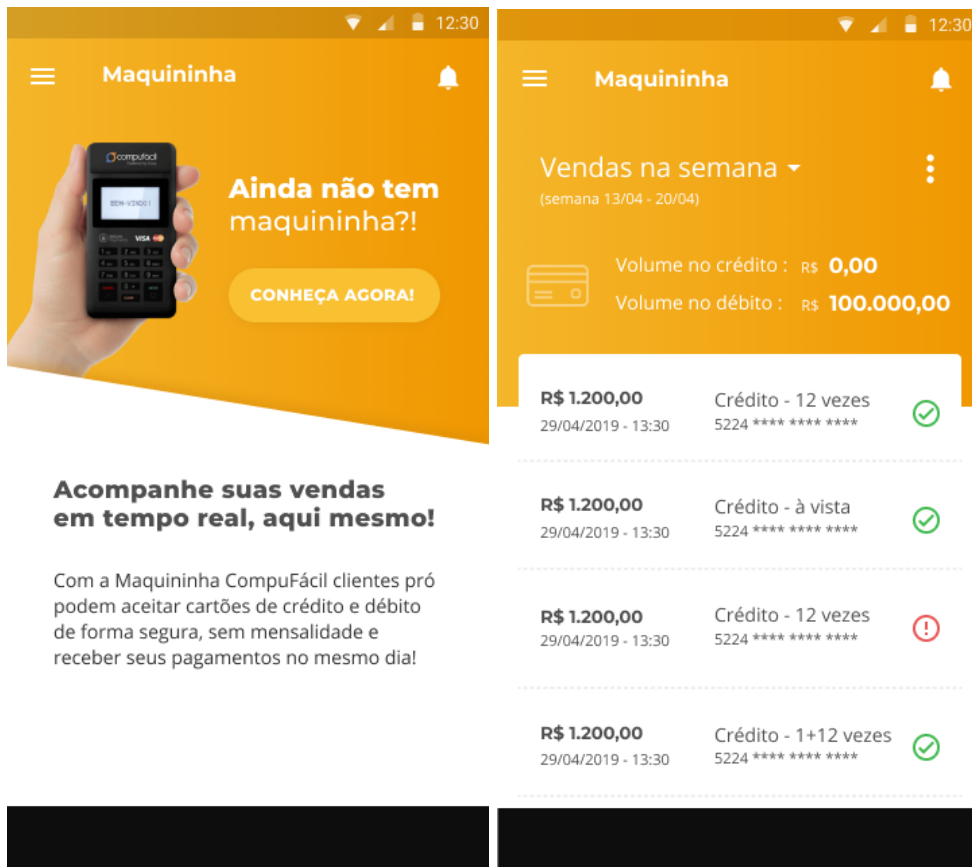 12:30
Maquininha
compufácil
BEM-VINDO!
VISA
Ainda não tem
maquininha?!
CONHEÇA AGORA!
Acompanhe suas vendas
em tempo real, aqui mesmo!
Com a Maquininha CompuFácil clientes pró
podem aceitar cartões de crédito e débito
de forma segura, sem mensalidade e
receber seus pagamentos no mesmo dia!
12:30
Maquininha
Vendas na semana
(semana 13/04 - 20/04)
Volume no crédito : R$ 0,00
Volume no débito : R$ 100.000,00
R$ 1.200,00 Crédito - 12 vezes
29/04/2019 - 13:30 5224 **** **** ****
R$ 1.200,00 Crédito - à vista
29/04/2019 - 13:30 5224 **** **** ****
R$ 1.200,00 Crédito - 12 vezes
29/04/2019 - 13:30 5224 **** **** ****
R$ 1.200,00 Crédito - 1+12 vezes
29/04/2019 - 13:30 5224 **** **** ****